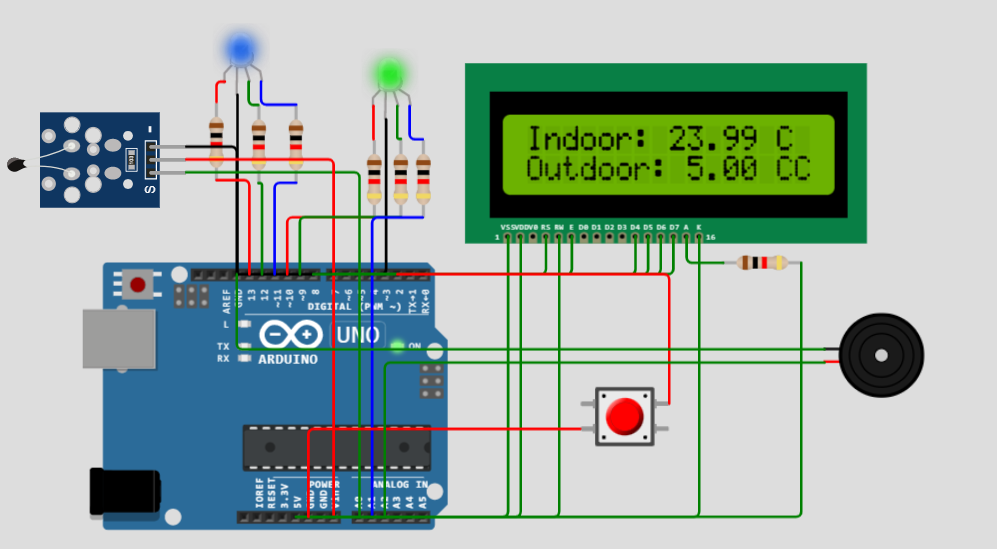 -
S
Indoor: 23.99 C
Outdoor: 5.00 CC
VSS VDD V0 RS RW E D0 D1 D2 D3 D4 D5 D6 D7 A K
1 16
AREF GND 13 12 ~11 ~10 ~9 8 7 ~6 ~5 4 ~3 2 TX→1 RX←0
DIGITAL (PWM ~)
L
UNO
TX
ON
RX
ARDUINO
POWER
ANALOG IN
IOREF RESET 3.3V 5V GND GND Vin A0 A1 A2 A3 A4 A5